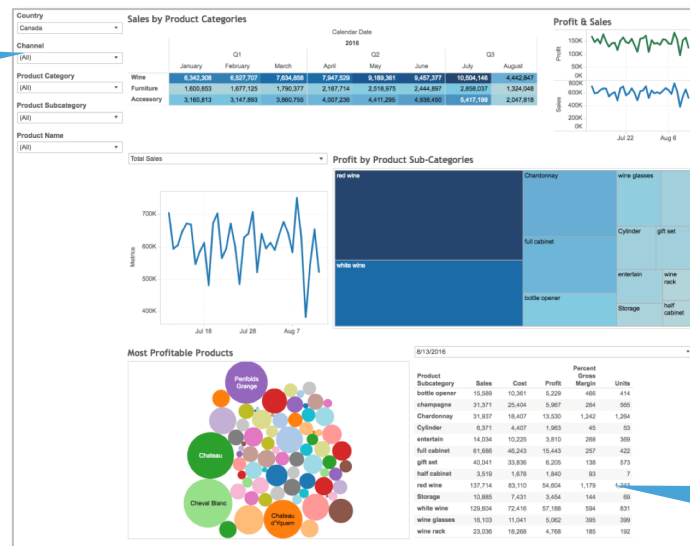 Country
Canada
Channel
(All)
Product Category
(All)
Product Subcategory
(All)
Product Name
(All)
Sales by Product Categories
Calendar Date
2016
Q1 Q2 Q3
January February March April May June July August
Wine 6,342,308 6,527,707 7,634,658 7,947,529 9,189,361 9,457,377 10,504,146 4,442,847
Furniture 1,600,653 1,677,125 1,790,377 2,187,714 2,518,975 2,444,897 2,858,037 1,324,048
Accessory 3,160,813 3,147,893 3,860,755 4,007,236 4,411,295 4,938,450 5,417,199 2,047,818
Profit & Sales
Profit
150K
100K
50K
0K
Sales
800K
600K
400K
200K
0K
Jul 22 Aug 6
Total Sales
Metrics
700K
600K
500K
400K
Jul 18 Jul 28 Aug 7
Profit by Product Sub-Categories
red wine
white wine
Chardonnay
full cabinet
bottle opener
wine glasses
Cylinder
gift set
entertain
wine rack
Storage
half cabinet
Most Profitable Products
Penfolds Grange
Chateau
Cheval Blanc
Chateau d'Yquem
8/13/2016
Product Subcategory Sales Cost Profit Percent Gross Margin Units
bottle opener 15,589 10,361 5,229 466 414
champagne 31,371 25,404 5,967 264 565
Chardonnay 31,937 18,407 13,530 1,242 1,294
Cylinder 6,371 4,407 1,963 45 53
entertain 14,034 10,225 3,810 268 369
full cabinet 61,686 46,243 15,443 257 422
gift set 40,041 33,836 6,205 138 573
half cabinet 3,519 1,678 1,840 93 7
red wine 137,714 83,110 54,604 1,179
Storage 10,885 7,431 3,454 144 69
white wine 129,604 72,416 57,188 594 831
wine glasses 16,103 11,041 5,062 395 399
wine rack 23,036 18,268 4,768 185 192